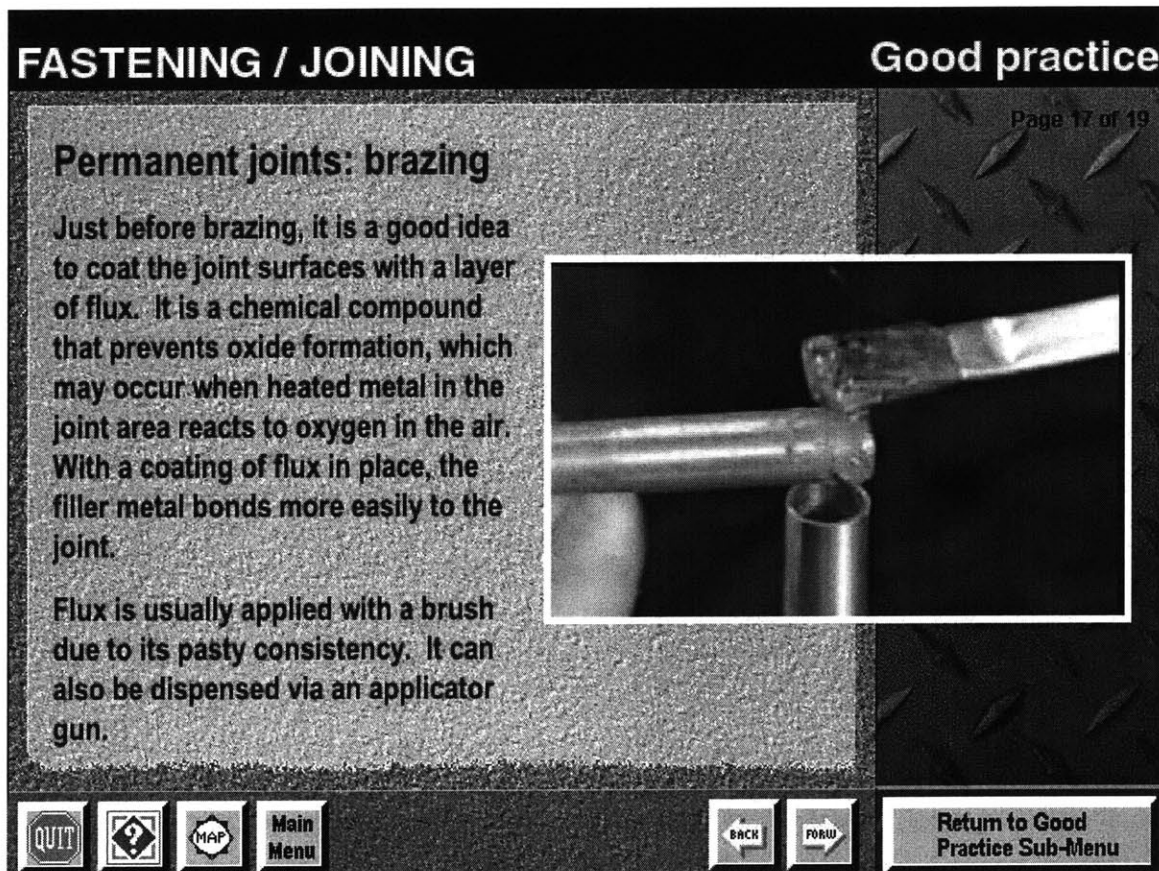 FASTENING / JOINING
Good practice
Page 17 of 19
Permanent joints: brazing
Just before brazing, it is a good idea
to coat the joint surfaces with a layer
of flux.  It is a chemical compound
that prevents oxide formation, which
may occur when heated metal in the
joint area reacts to oxygen in the air.
With a coating of flux in place, the
filler metal bonds more easily to the
joint.
Flux is usually applied with a brush
due to its pasty consistency.  It can
also be dispensed via an applicator
gun.
QUIT
?
MAP
Main
Menu
BACK
FORW
Return to Good
Practice Sub-Menu